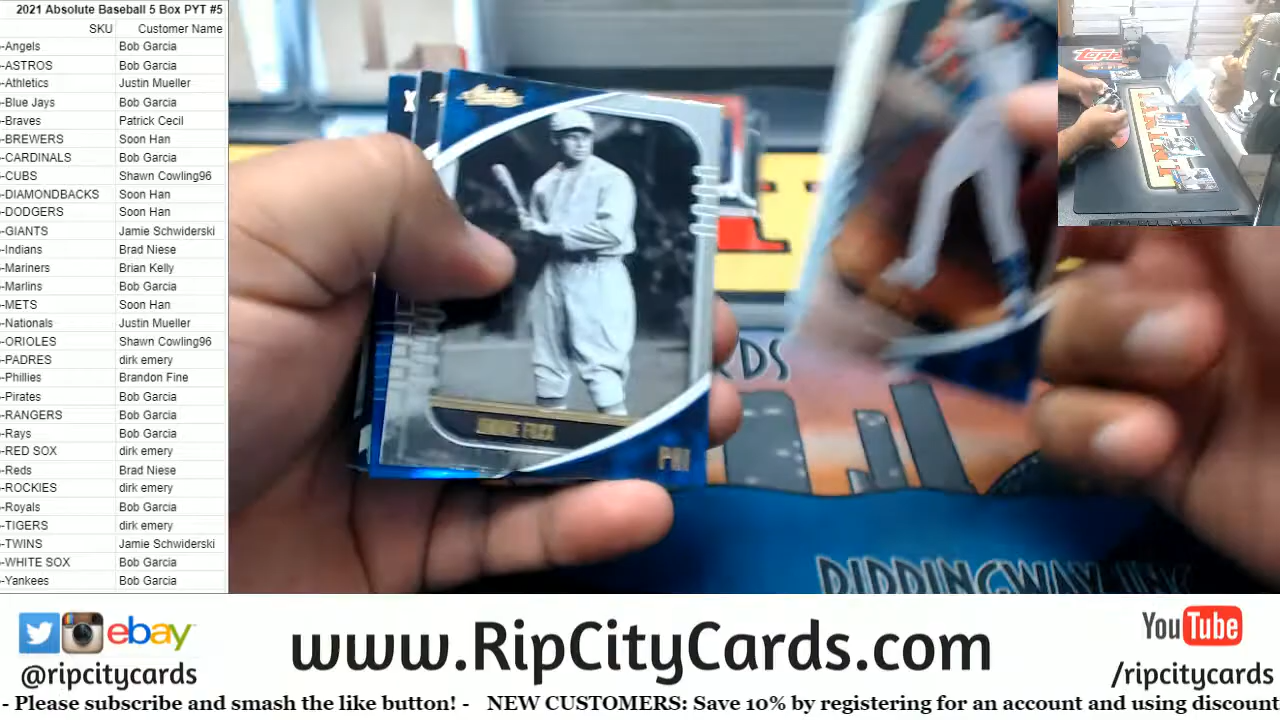 2021 Absolute Baseball 5 Box PYT #5
SKU Customer Name
-Angels Bob Garcia
-ASTROS Bob Garcia
-Athletics Justin Mueller
-Blue Jays Bob Garcia
-Braves Patrick Cecil
-BREWERS Soon Han
-CARDINALS Bob Garcia
-CUBS Shawn Cowling96
-DIAMONDBACKS Soon Han
-DODGERS Soon Han
-GIANTS Jamie Schwiderski
-Indians Brad Niese
-Mariners Brian Kelly
-Marlins Bob Garcia
-METS Soon Han
-Nationals Justin Mueller
-ORIOLES Shawn Cowling96
-PADRES dirk emery
-Phillies Brandon Fine
-Pirates Bob Garcia
-RANGERS Bob Garcia
-Rays Bob Garcia
-RED SOX dirk emery
-Reds Brad Niese
-ROCKIES dirk emery
-Royals Bob Garcia
-TIGERS dirk emery
-TWINS Jamie Schwiderski
-WHITE SOX Bob Garcia
-Yankees Bob Garcia
Absolute
JIMMIE FOXX
PHI
RDS
Topps
ebay
@ripcitycards
www.RipCityCards.com
YouTube
/ripcitycards
- Please subscribe and smash the like button! - NEW CUSTOMERS: Save 10% by registering for an account and using discount